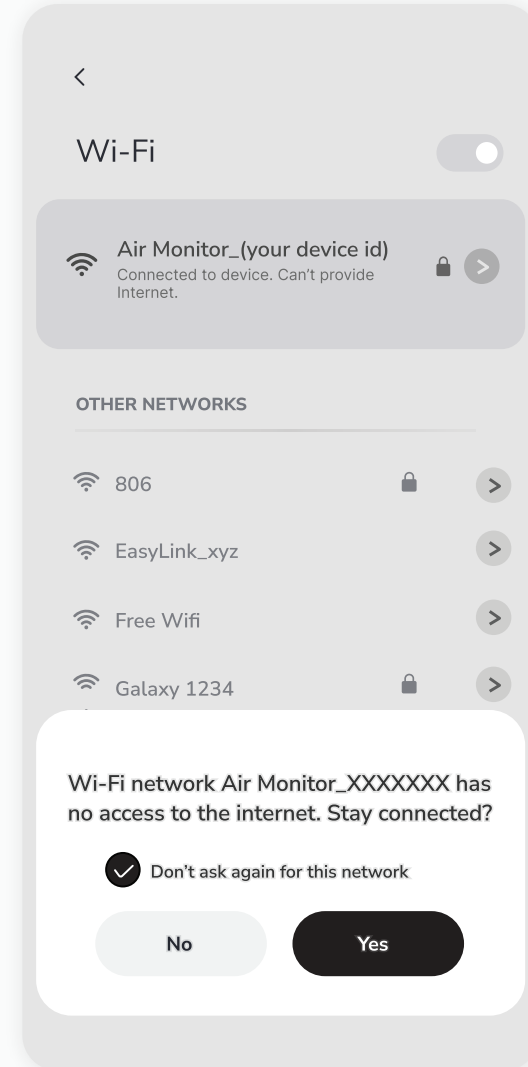 Wi-Fi
Air Monitor_(your device id)
Connected to device. Can't provide
Internet.
OTHER NETWORKS
806
EasyLink_xyz
Free Wifi
Galaxy 1234
Wi-Fi network Air Monitor_XXXXXXX has
no access to the internet. Stay connected?
Don't ask again for this network
No Yes